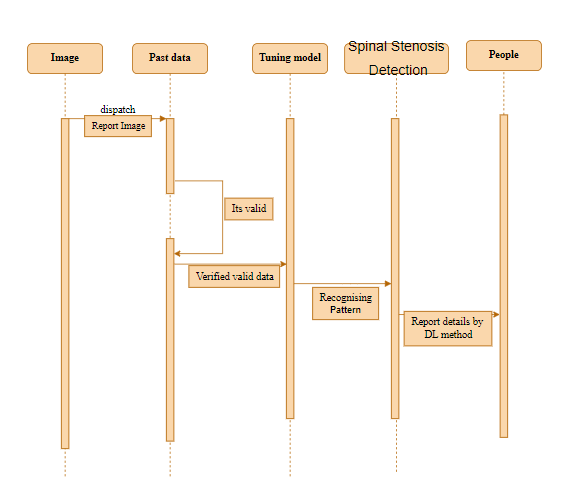 Image
Past data
Tuning model
Spinal Stenosis
Detection
People
dispatch
Report Image
Its valid
Verified valid data
Recognising
Pattern
Report details by
DL method